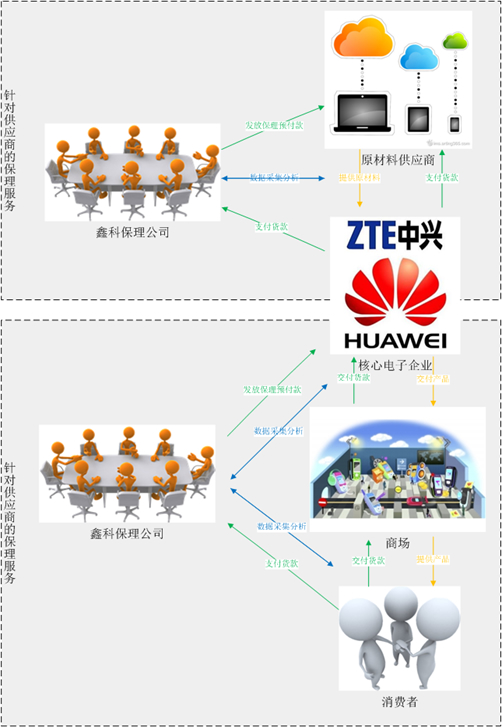 针对供应商的保理服务
发放保理预付款
原材料供应商
数据采集分析
提供原材料
支付货款
鑫科保理公司
支付货款
ZTE中兴
HUAWEI
核心电子企业
发放保理预付款
交付货款
交付产品
数据采集分析
针对供应商的保理服务
鑫科保理公司
商场
数据采集分析
支付货款
交付货款
提供产品
消费者